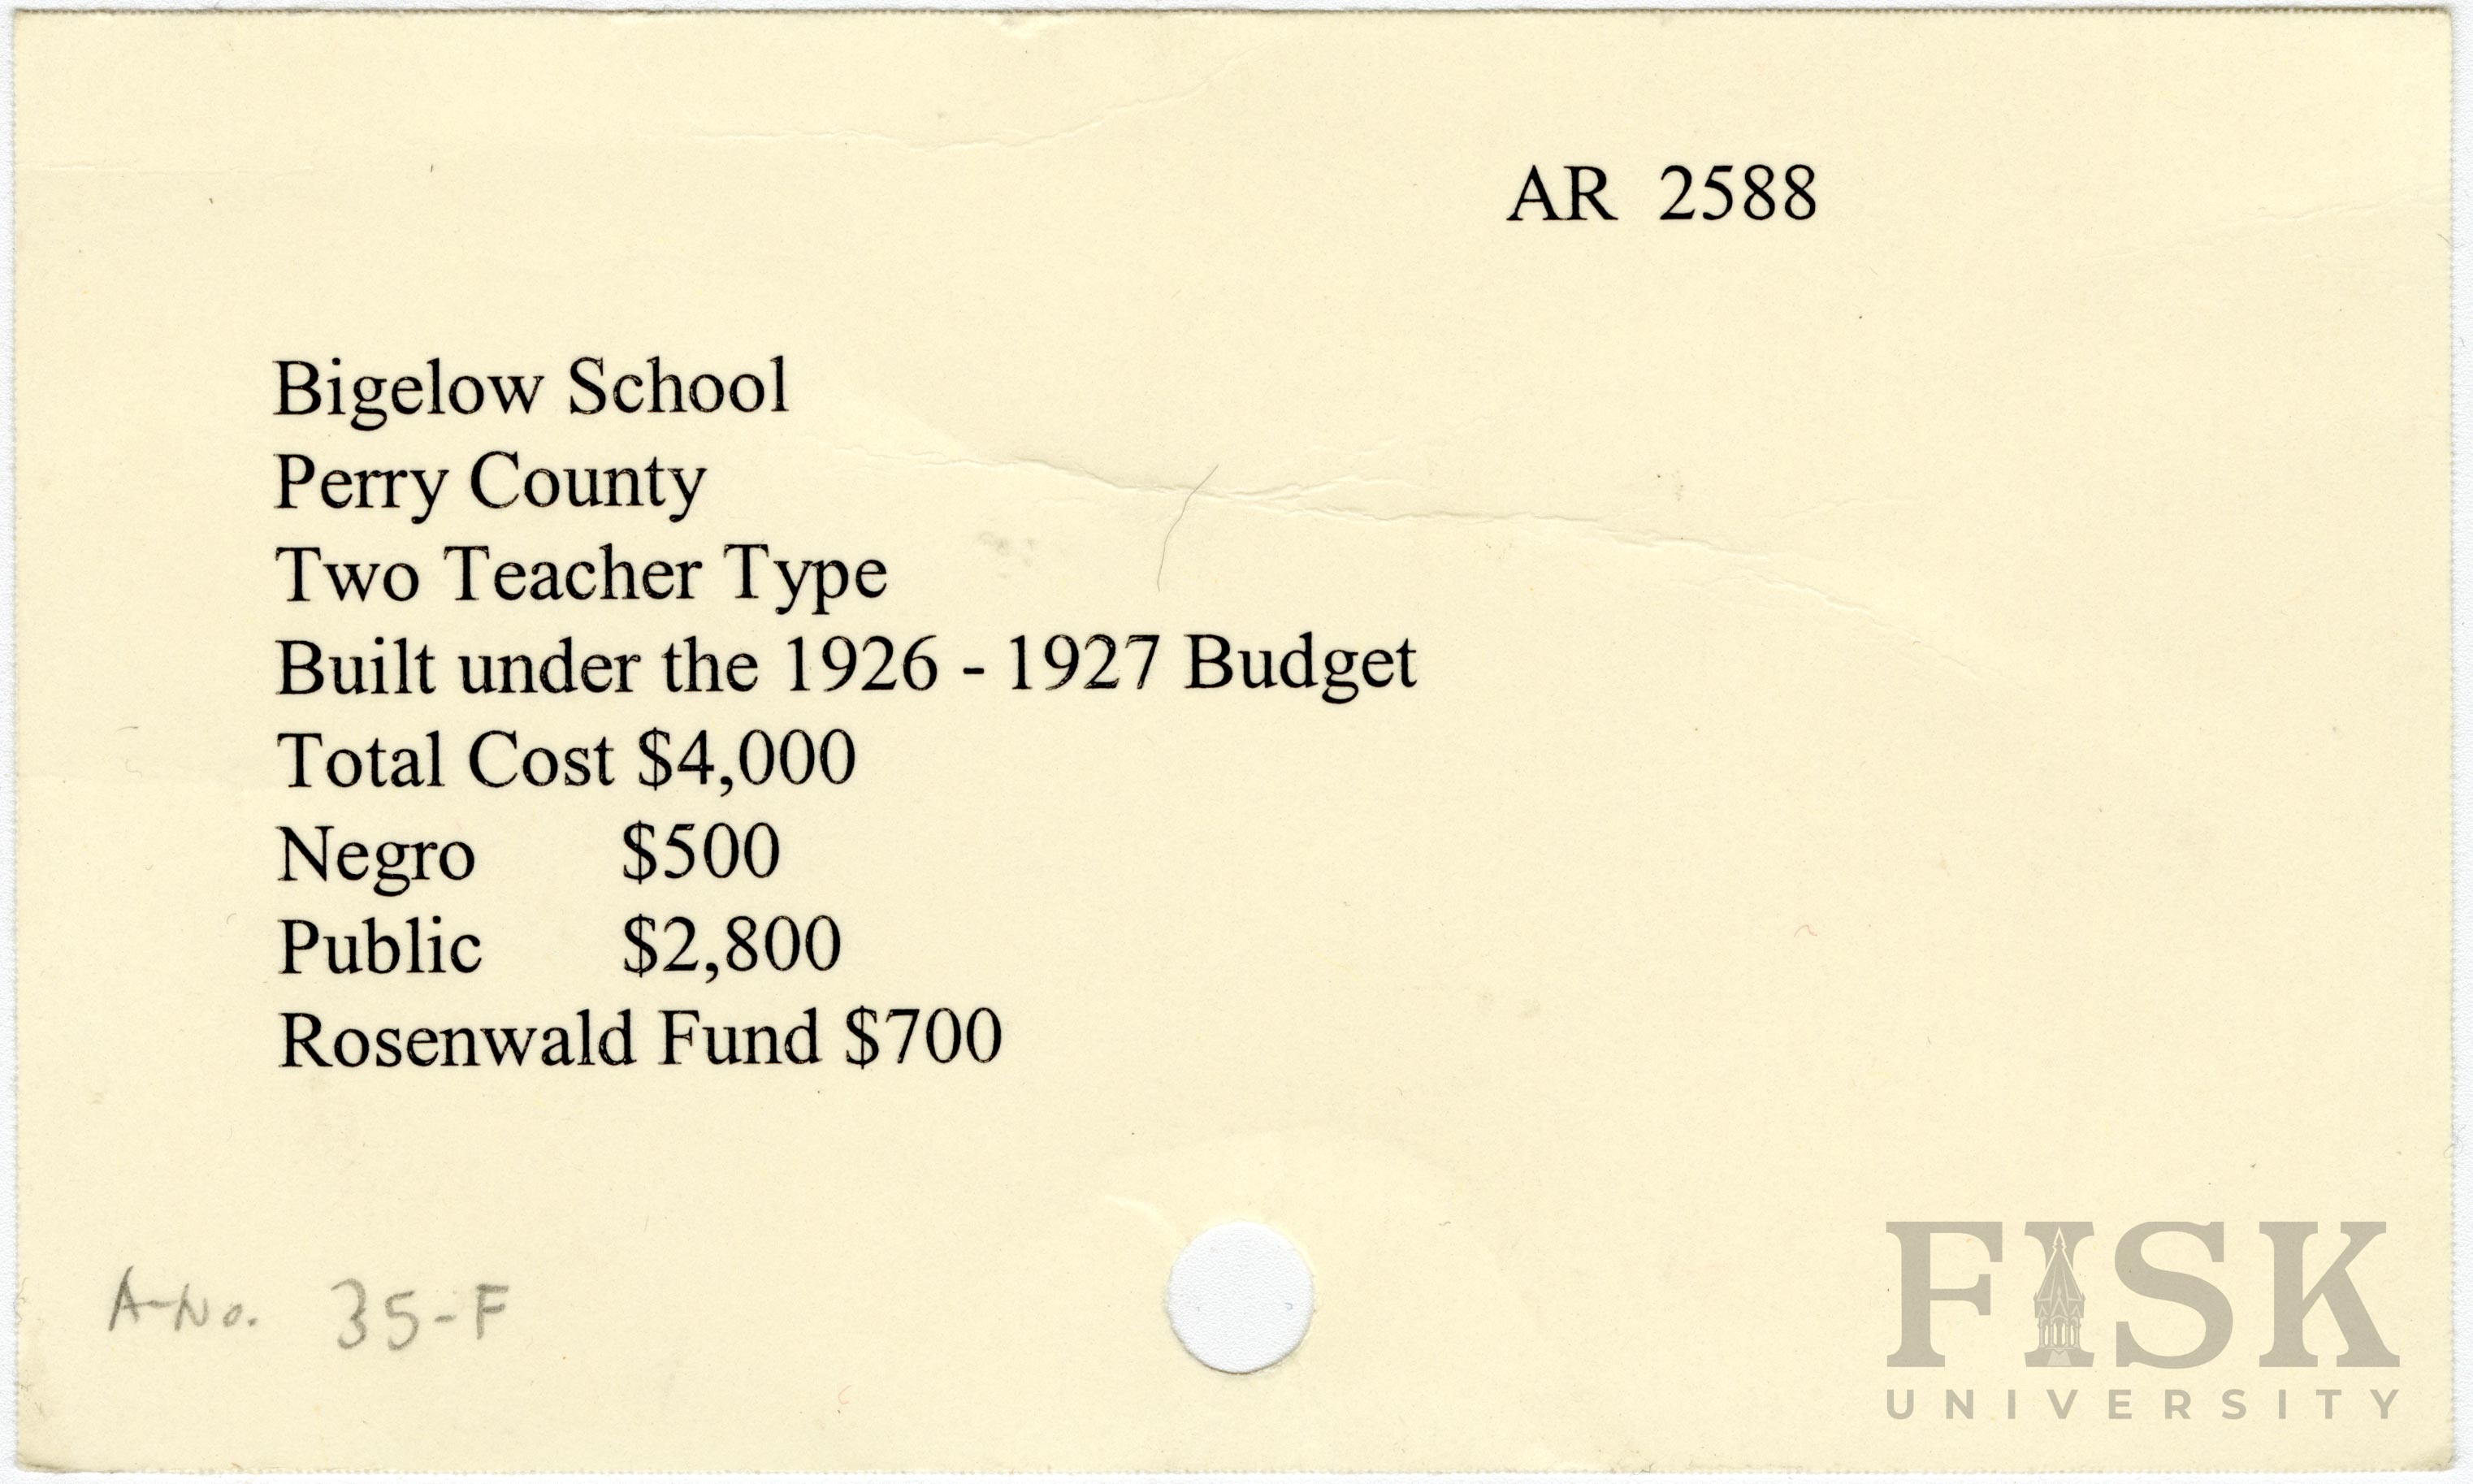 AR 2588
Bigelow School
Perry County
Two Teacher Type
Built under the 1926 - 1927 Budget
Total Cost $4,000
Negro $500
Public $2,800
Rosenwald Fund $700
A-No. 35-F
FISK
UNIVERSITY